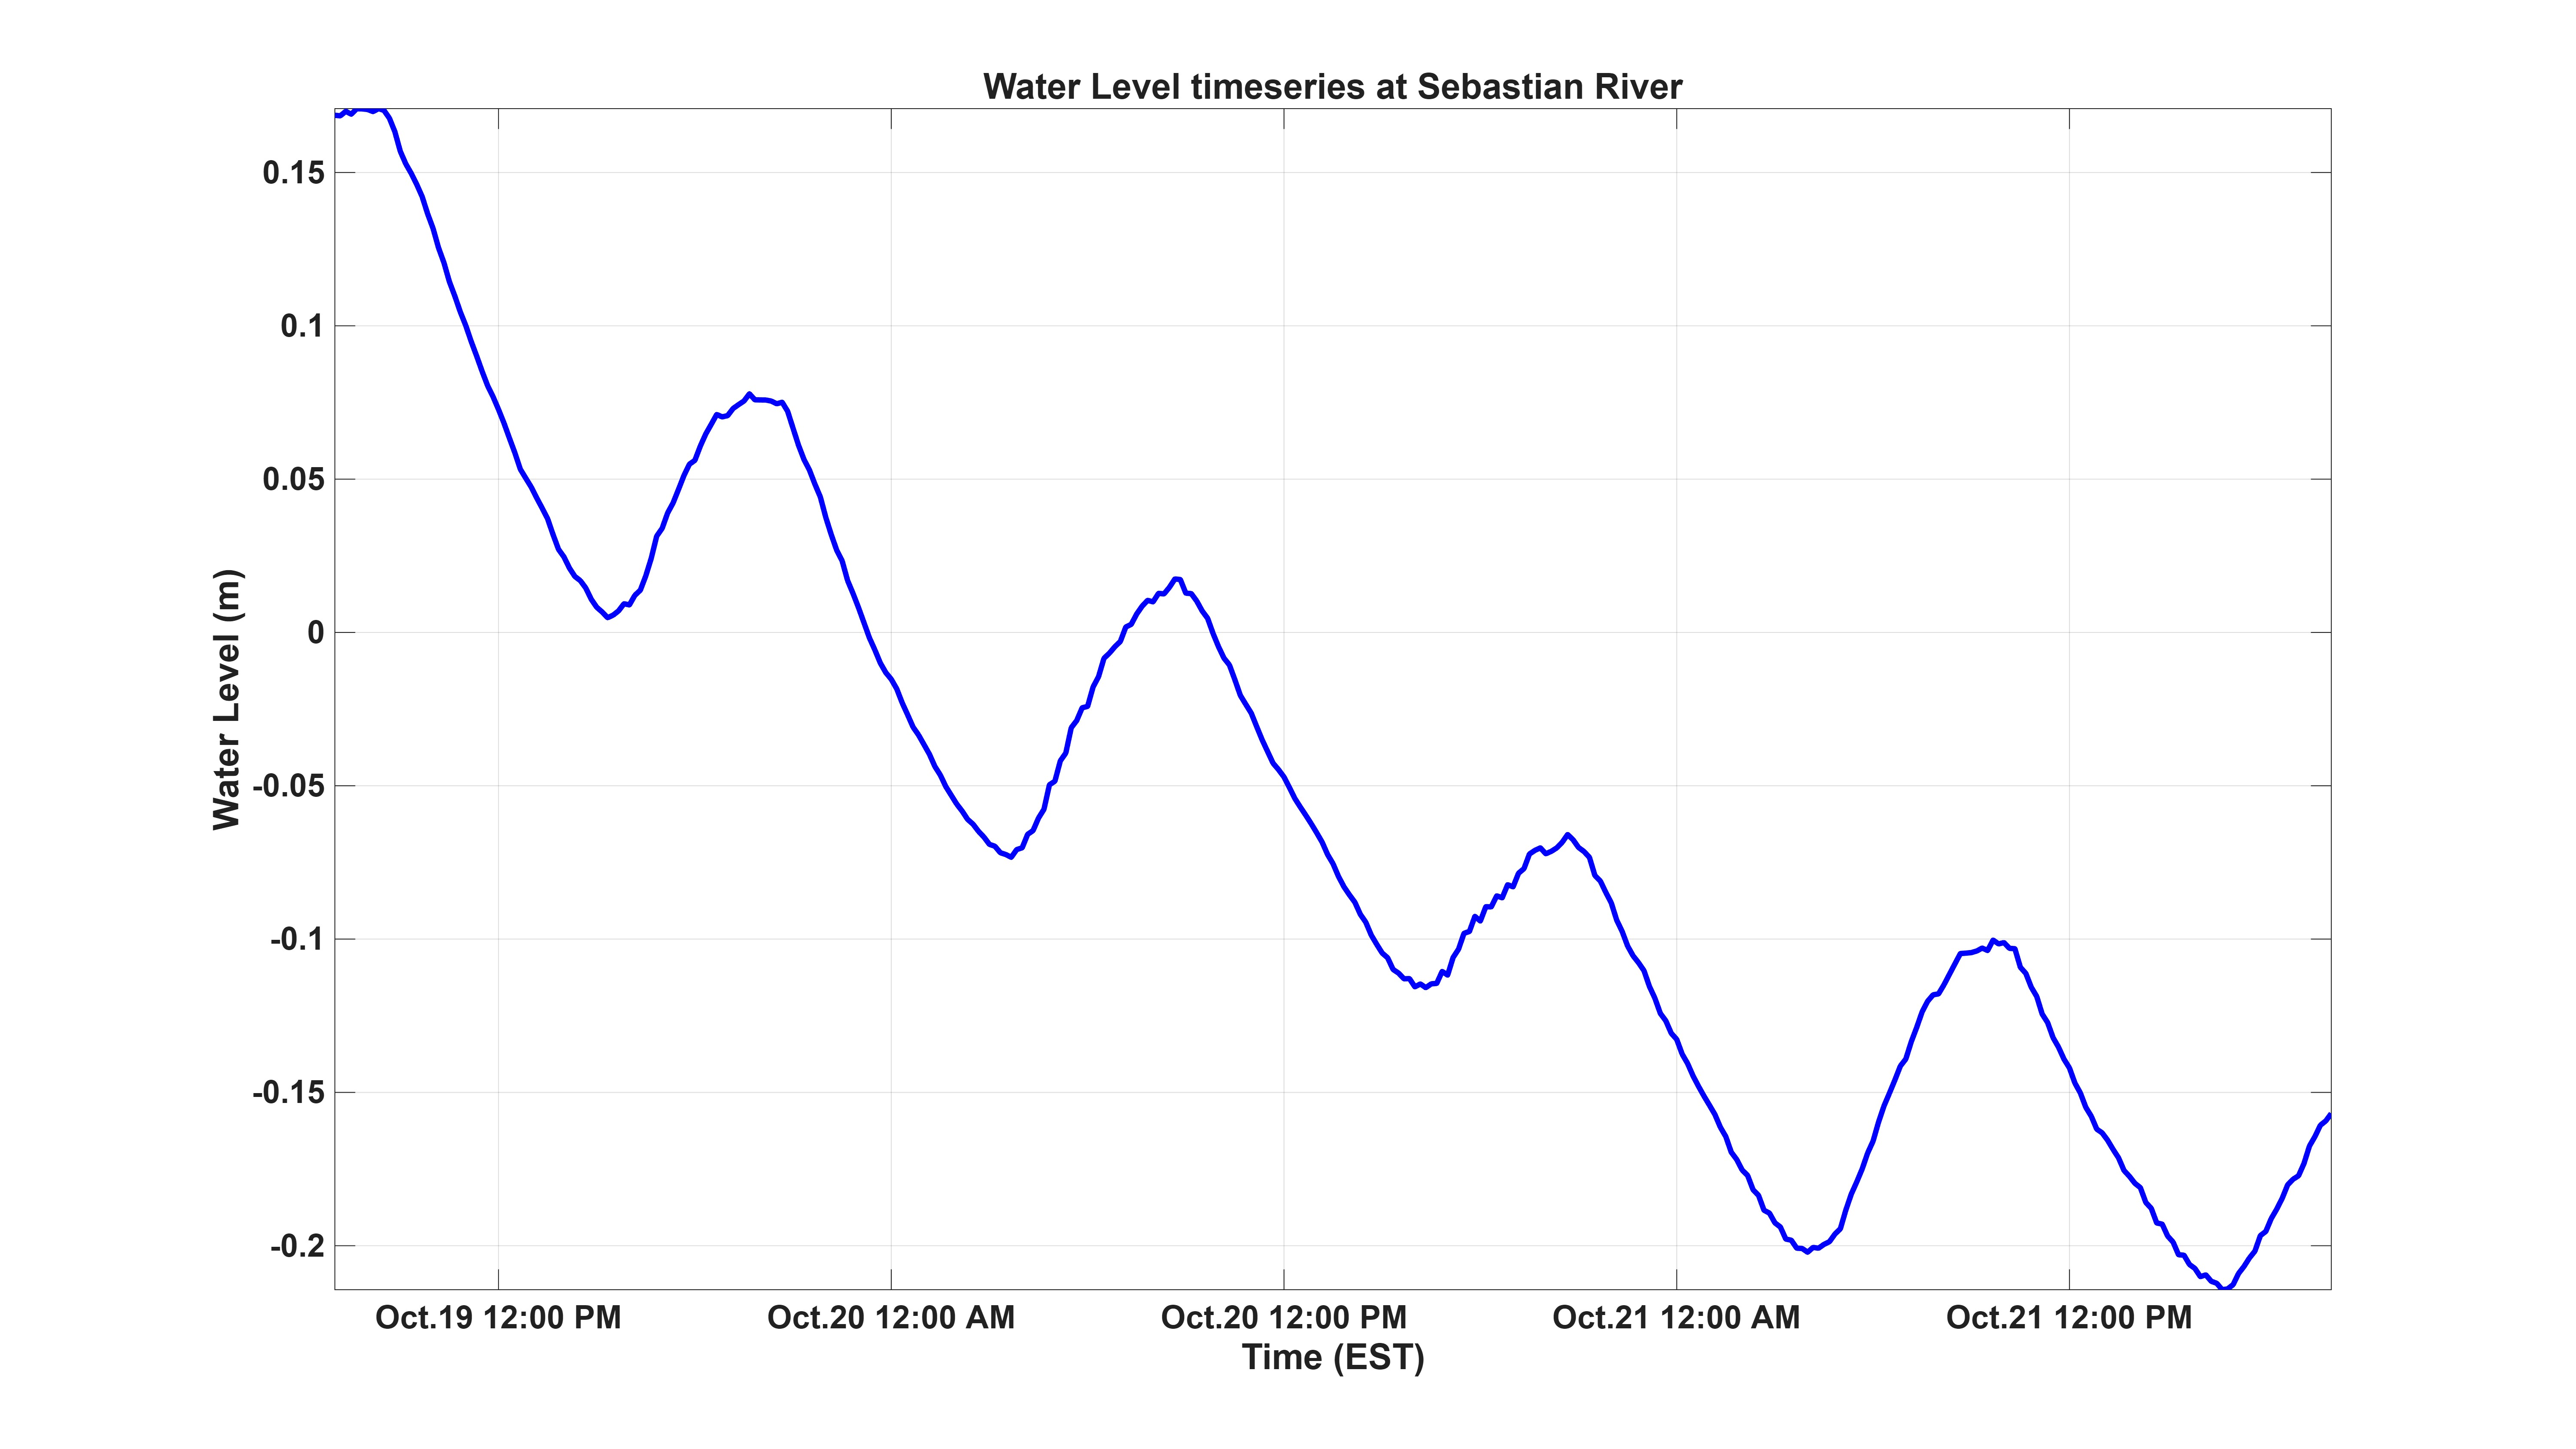 Water Level timeseries at Sebastian River
Water Level (m)
0.15
0.1
0.05
0
-0.05
-0.1
-0.15
-0.2
Oct.19 12:00 PM
Oct.20 12:00 AM
Oct.20 12:00 PM
Oct.21 12:00 AM
Oct.21 12:00 PM
Time (EST)